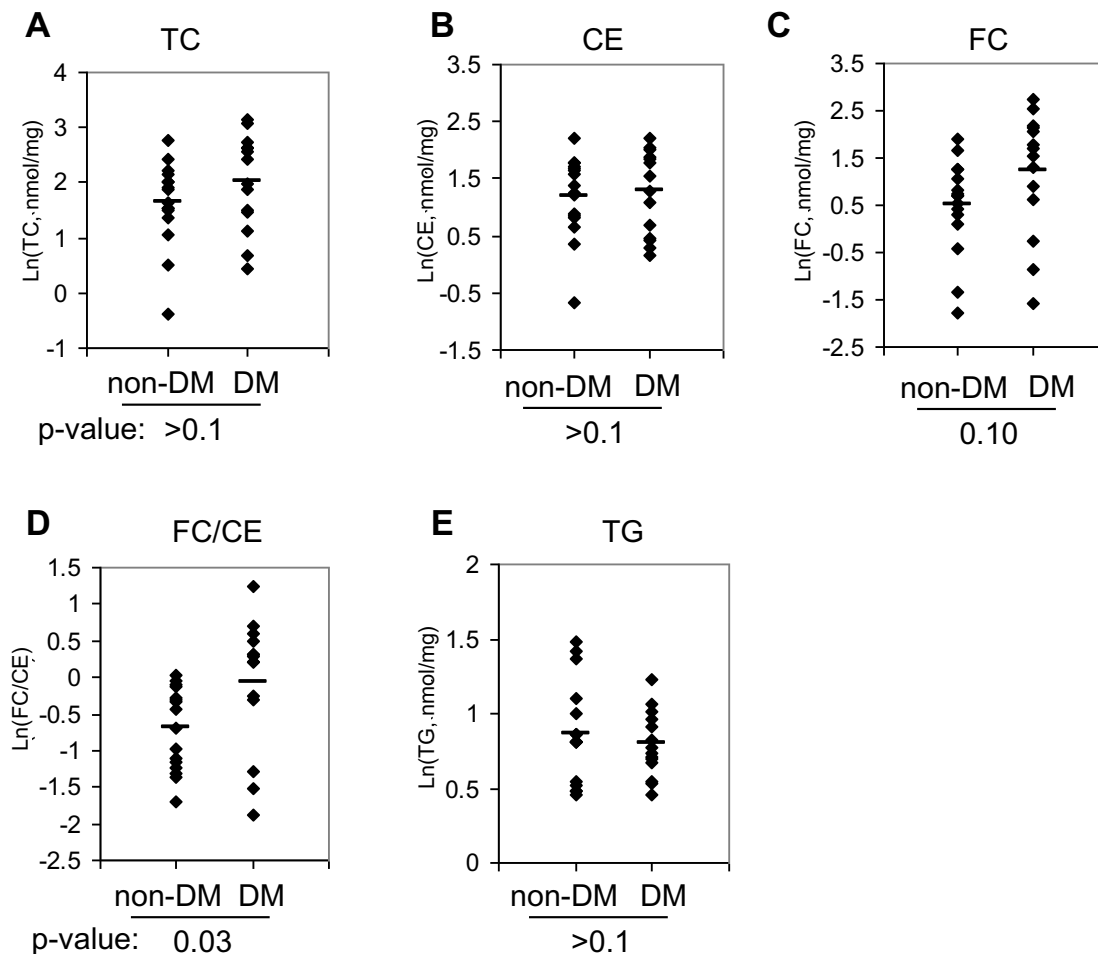 A
TC
Ln(TC, nmol/mg)
4
3
2
1
0
-1
non-DM DM
p-value: >0.1
B
CE
Ln(CE, nmol/mg)
3.5
2.5
1.5
0.5
-0.5
-1.5
non-DM DM
>0.1
C
FC
Ln(FC, nmol/mg)
3.5
2.5
1.5
0.5
-0.5
-1.5
-2.5
non-DM DM
0.10
D
FC/CE
Ln(FC/CE)
1.5
1
0.5
0
-0.5
-1
-1.5
-2
-2.5
non-DM DM
p-value: 0.03
E
TG
Ln(TG, nmol/mg)
2
1.5
1
0.5
0
non-DM DM
>0.1